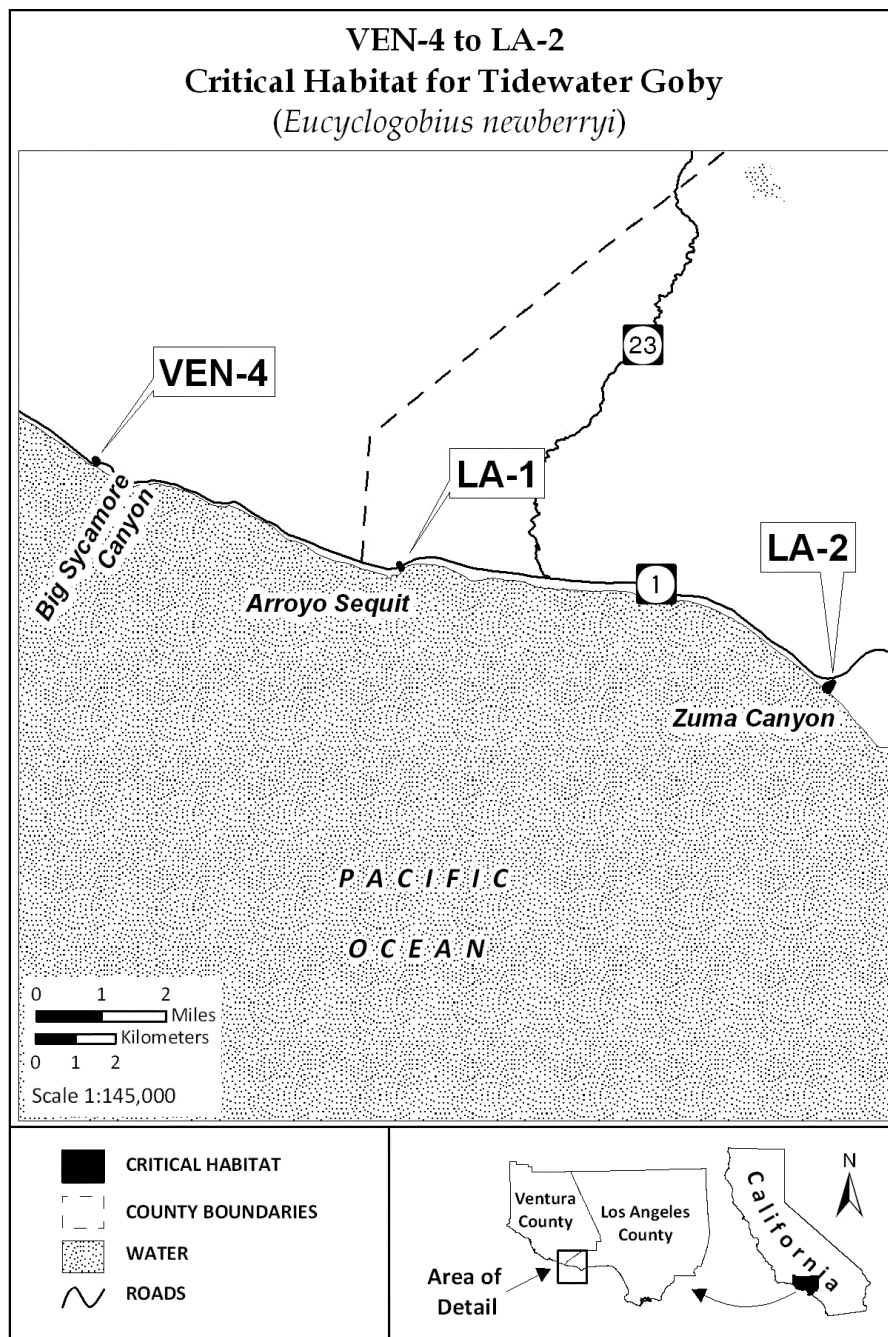 VEN-4 to LA-2
Critical Habitat for Tidewater Goby
(Eucyclogobius newberryi)
23
VEN-4
LA-1
Big Sycamore
Canyon
LA-2
1
Arroyo Sequit
Zuma Canyon
PACIFIC
OCEAN
0 1 2
Miles
Kilometers
0 1 2
Scale 1:145,000
CRITICAL HABITAT
COUNTY BOUNDARIES
WATER
ROADS
Ventura
County
Los Angeles
County
Area of
Detail
California
N